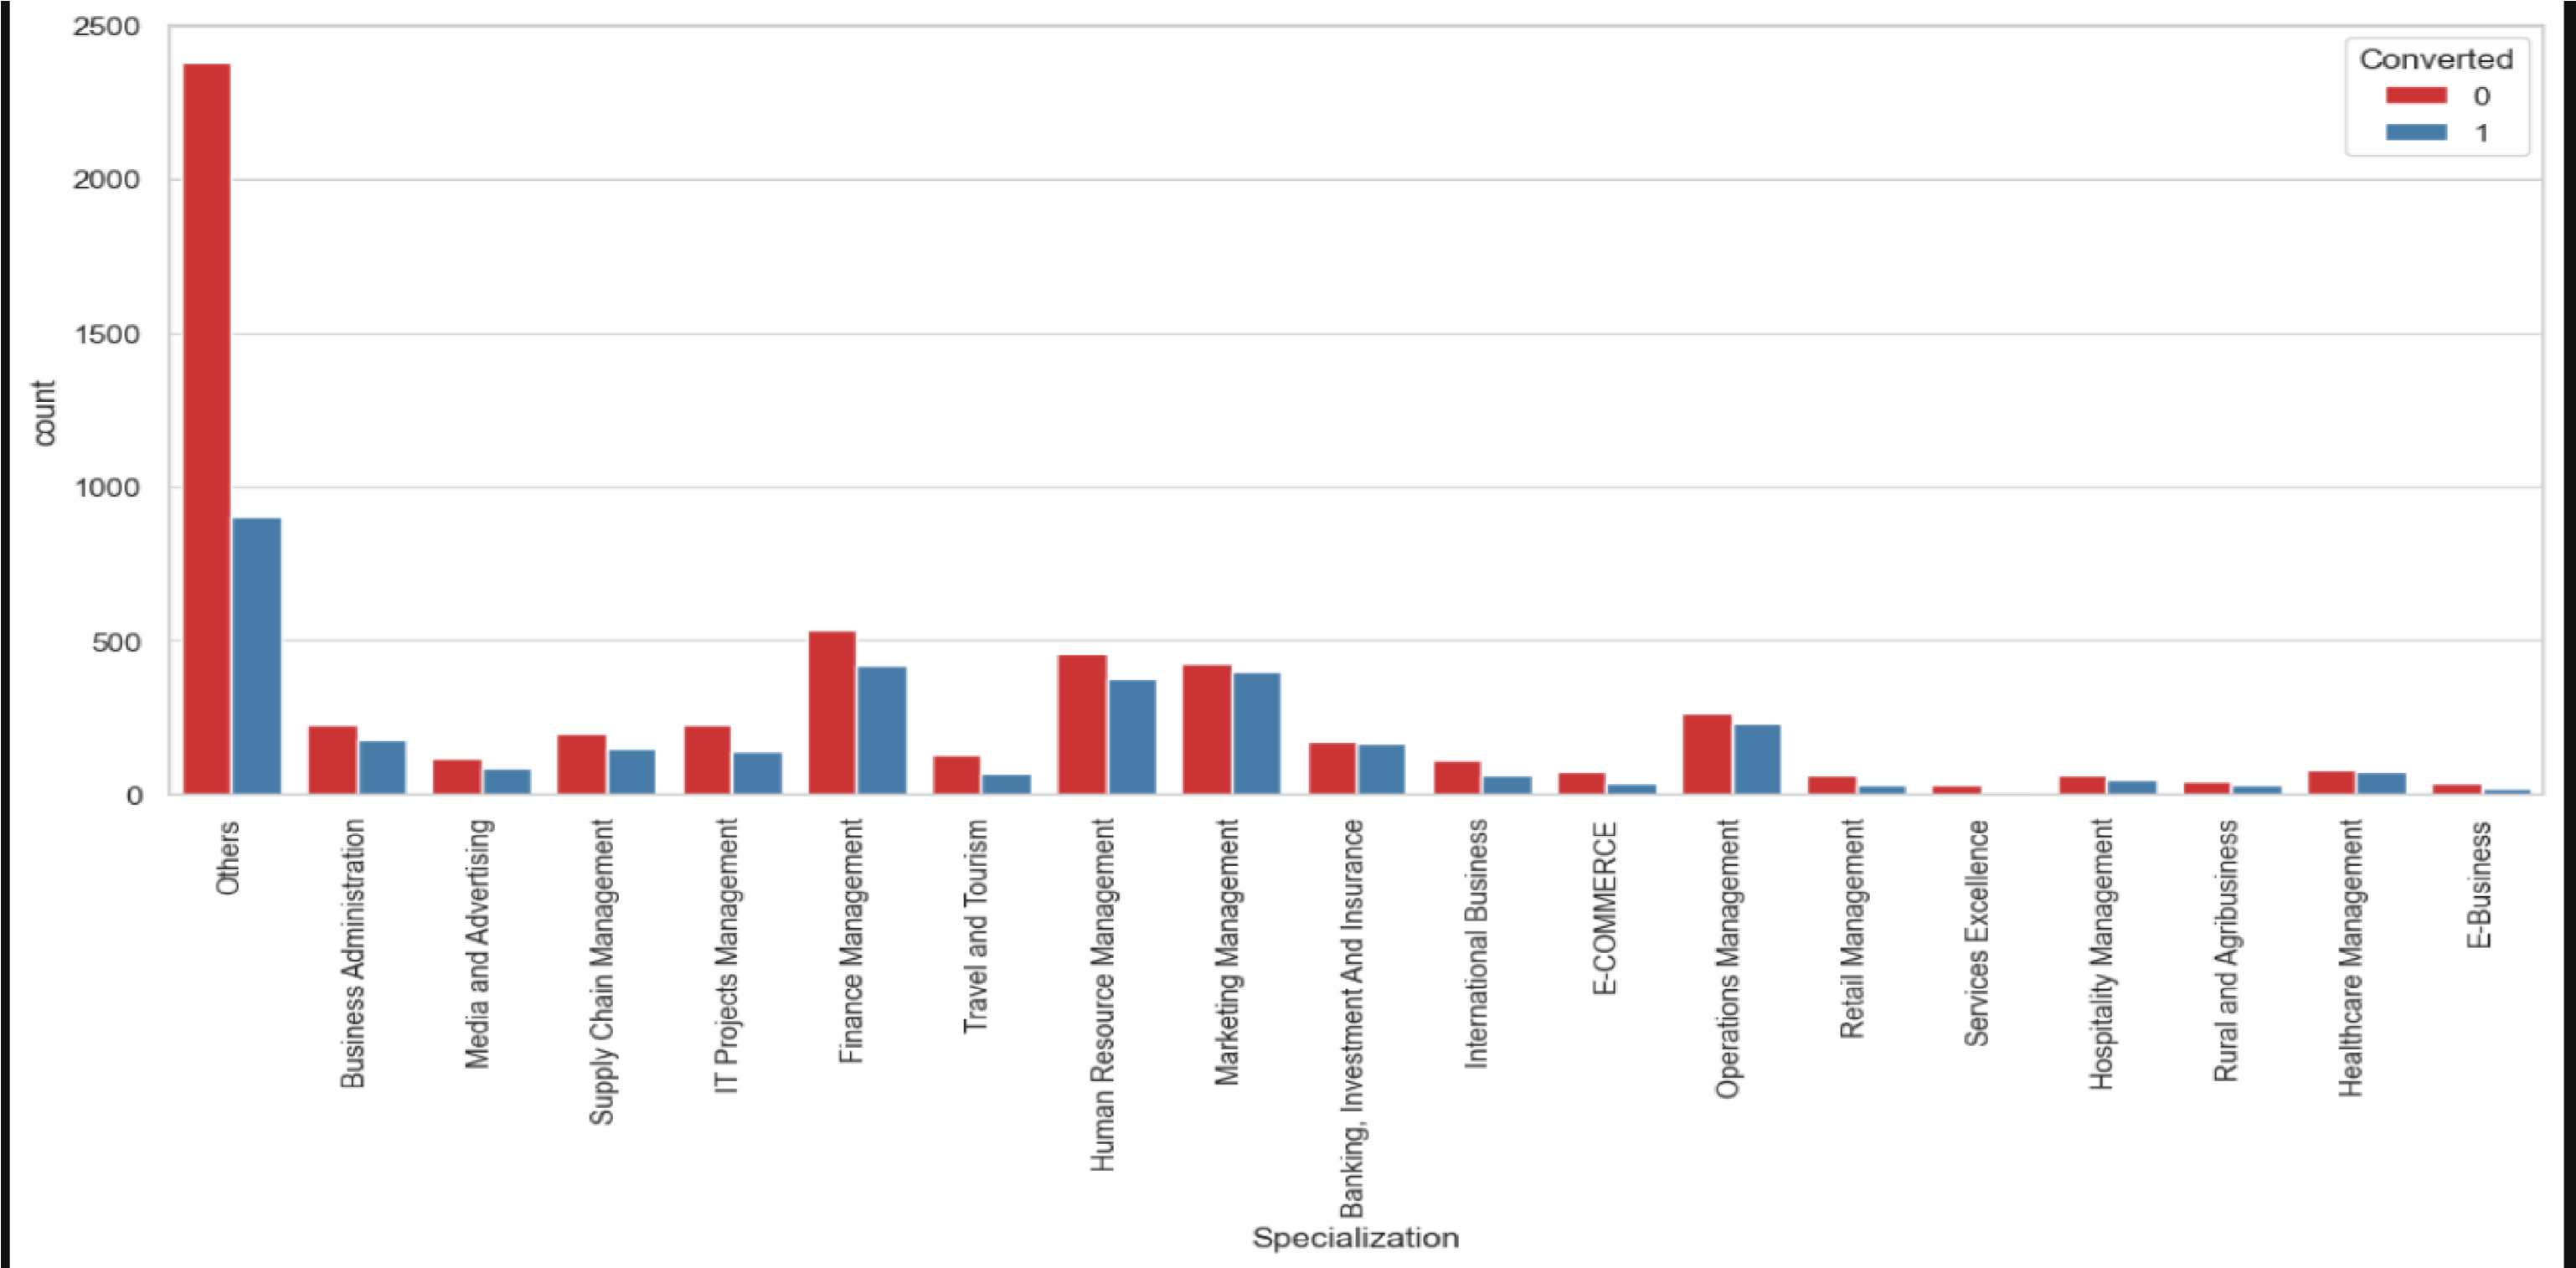 2500
2000
1500
1000
500
0
count
Converted
0
1
Others
Business Administration
Media and Advertising
Supply Chain Management
IT Projects Management
Finance Management
Travel and Tourism
Human Resource Management
Marketing Management
Banking, Investment And Insurance
International Business
E-COMMERCE
Operations Management
Retail Management
Services Excellence
Hospitality Management
Rural and Agribusiness
Healthcare Management
E-Business
Specialization